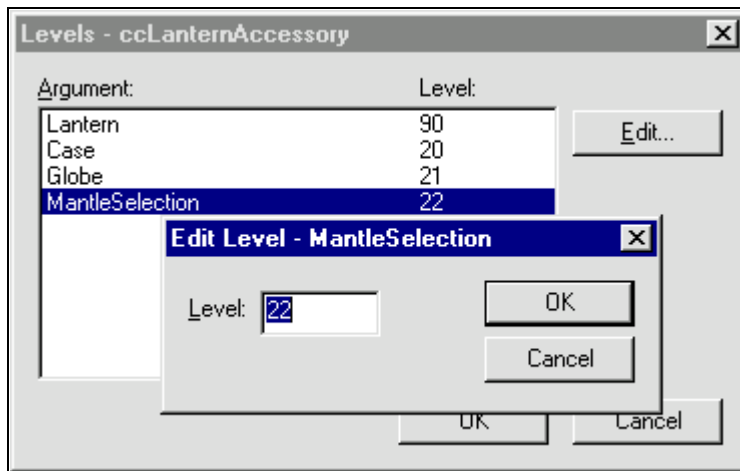 Levels - ccLanternAccessory
Argument: Level:
Lantern 90
Case 20
Globe 21
MantleSelection 22
Edit...
Edit Level - MantleSelection
Level: 22
OK
Cancel
OK Cancel